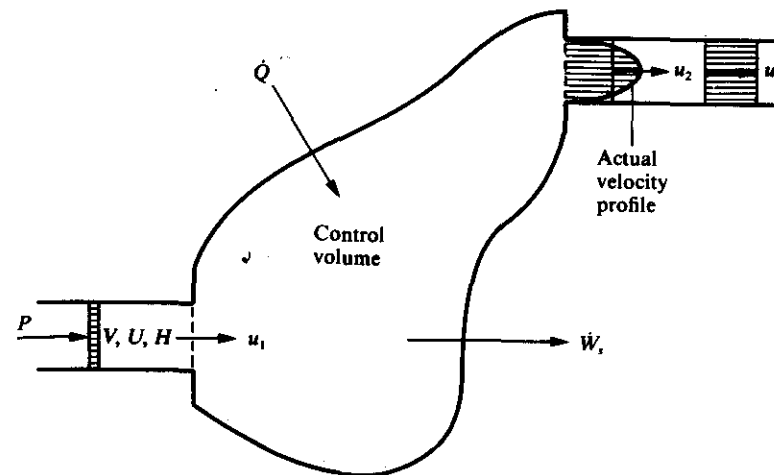 Q̇
u₂
u
Actual
velocity
profile
Control
volume
P
V, U, H
u₁
Ẇₛ